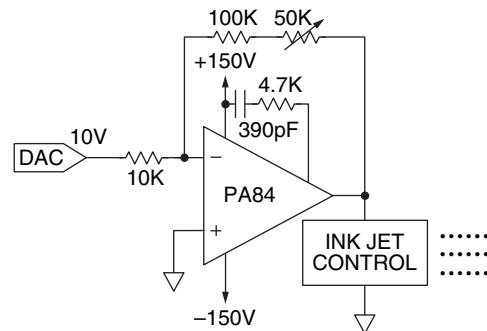 100K 50K
+150V
4.7K
390pF
10V
DAC
10K
−
PA84
+
INK JET
CONTROL
−150V